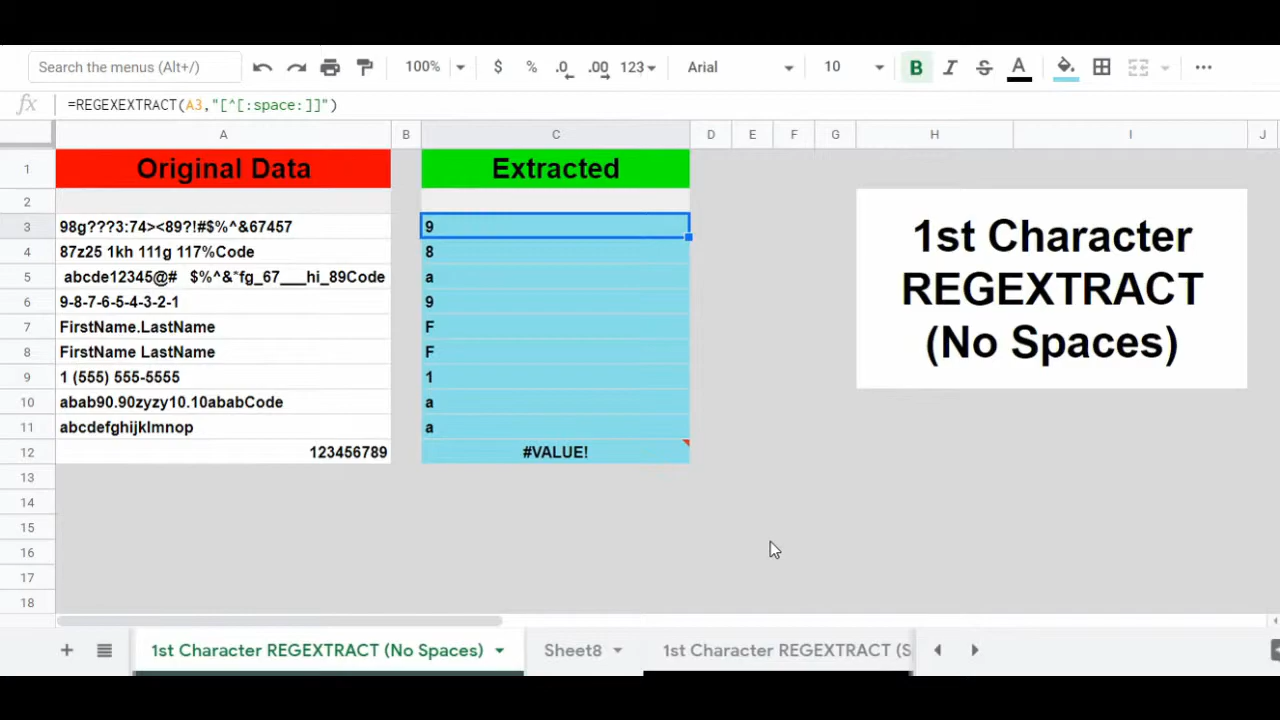 Search the menus (Alt+/) 100% $ % .0 .00 123 Arial 10 B I S A
fx =REGEXEXTRACT(A3,"[^[:space:]]")
A B C D E F G H I J
1 Original Data Extracted
2
3 98g???3:74><89?!#$%^&67457 9
4 87z25 1kh 111g 117%Code 8
5 abcde12345@#   $%^&*fg_67___hi_89Code a
6 9-8-7-6-5-4-3-2-1 9
7 FirstName.LastName F
8 FirstName LastName F
9 1 (555) 555-5555 1
10 abab90.90zyzy10.10ababCode a
11 abcdefghijklmnop a
12 123456789 #VALUE!
13
14
15
16
17
18
1st Character
REGEXTRACT
(No Spaces)
1st Character REGEXTRACT (No Spaces) Sheet8 1st Character REGEXTRACT (S